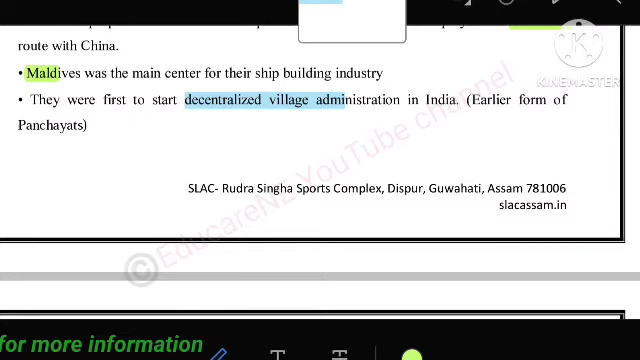 route with China.
• Maldives was the main center for their ship building industry
• They were first to start decentralized village administration in India. (Earlier form of
Panchayats)
SLAC- Rudra Singha Sports Complex, Dispur, Guwahati, Assam 781006
slacassam.in
©EducareNE YouTube channel
KINEMASTER
for more information